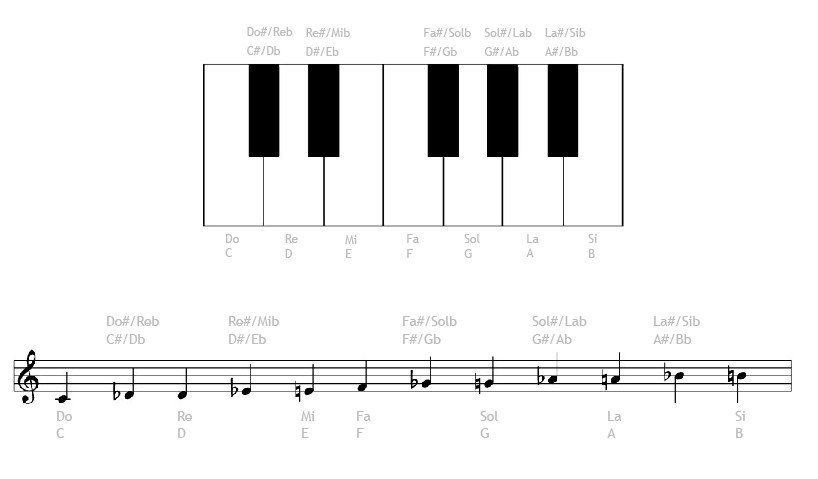 Do#/Reb Re#/Mib Fa#/Solb Sol#/Lab La#/Sib
C#/Db D#/Eb F#/Gb G#/Ab A#/Bb
Do Re Mi Fa Sol La Si
C D E F G A B
Do#/Reb Re#/Mib Fa#/Solb Sol#/Lab La#/Sib
C#/Db D#/Eb F#/Gb G#/Ab A#/Bb
Do Re Mi Fa Sol La Si
C D E F G A B